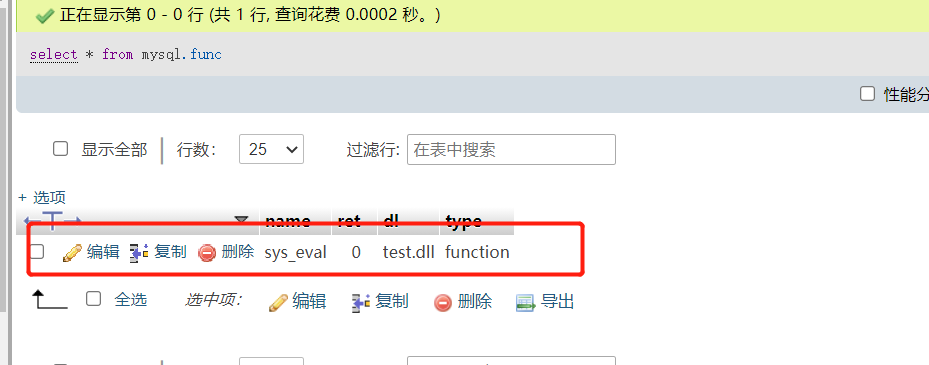 正在显示第 0 - 0 行 (共 1 行, 查询花费 0.0002 秒。)
select * from mysql.func
性能分
显示全部 行数: 25 过滤行: 在表中搜索
+ 选项
←T→ name ret dl type
编辑 复制 删除 sys_eval 0 test.dll function
全选 选中项: 编辑 复制 删除 导出